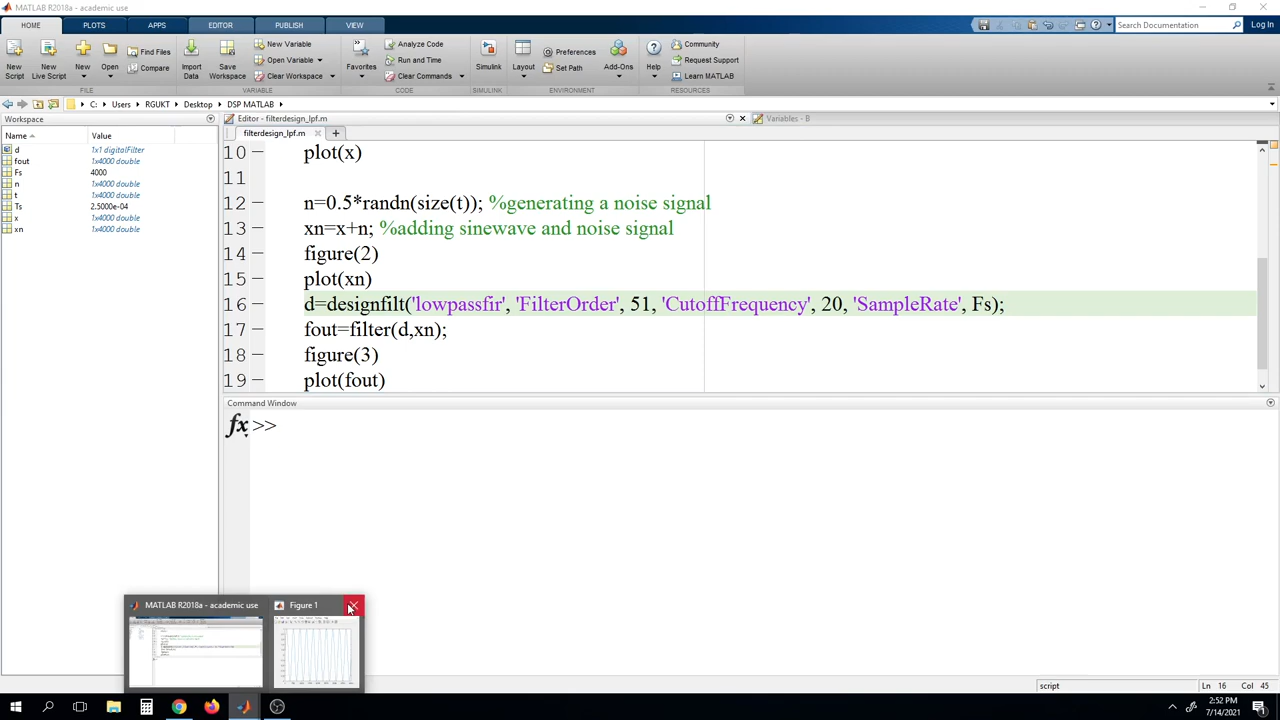 MATLAB R2018a - academic use
HOME PLOTS APPS EDITOR PUBLISH VIEW
Search Documentation
Log In
New Script
New Live Script
New
Open
Find Files
Compare
FILE
Import Data
Save Workspace
New Variable
Open Variable
Clear Workspace
VARIABLE
Favorites
Analyze Code
Run and Time
Clear Commands
CODE
Simulink
SIMULINK
Layout
Preferences
Set Path
Add-Ons
ENVIRONMENT
Help
Community
Request Support
Learn MATLAB
RESOURCES
C: Users RGUKT Desktop DSP MATLAB
Workspace
Name Value
d 1x1 digitalFilter
fout 1x4000 double
Fs 4000
n 1x4000 double
t 1x4000 double
Ts 2.5000e-04
x 1x4000 double
xn 1x4000 double
Editor - filterdesign_lpf.m
Variables - B
filterdesign_lpf.m
10 plot(x)
11
12 n=0.5*randn(size(t)); %generating a noise signal
13 xn=x+n; %adding sinewave and noise signal
14 figure(2)
15 plot(xn)
16 d=designfilt('lowpassfir', 'FilterOrder', 51, 'CutoffFrequency', 20, 'SampleRate', Fs);
17 fout=filter(d,xn);
18 figure(3)
19 plot(fout)
Command Window
fx >>
MATLAB R2018a - academic use
Figure 1
script
Ln 16 Col 45
2:52 PM
7/14/2021